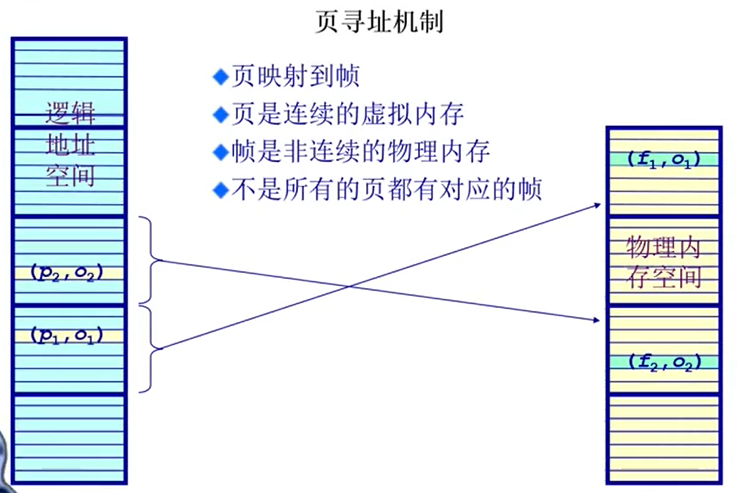 页寻址机制
◆页映射到帧
◆页是连续的虚拟内存
◆帧是非连续的物理内存
◆不是所有的页都有对应的帧
逻辑
地址
空间
(p2,o2)
(p1,o1)
(f1,o1)
物理内
存空间
(f2,o2)